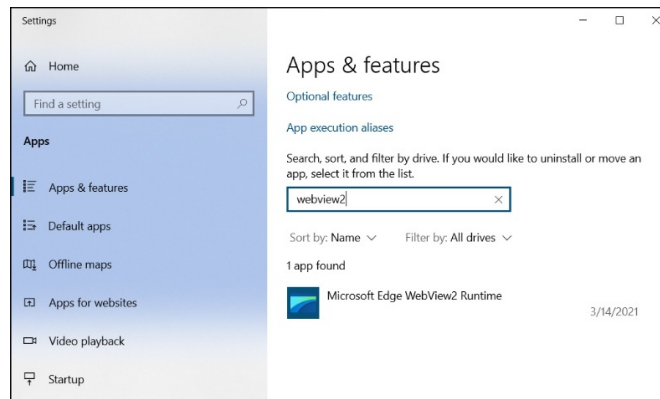 Settings
Home
Find a setting
Apps
Apps & features
Default apps
Offline maps
Apps for websites
Video playback
Startup
Apps & features
Optional features
App execution aliases
Search, sort, and filter by drive. If you would like to uninstall or move an
app, select it from the list.
webview2
Sort by: Name Filter by: All drives
1 app found
Microsoft Edge WebView2 Runtime
3/14/2021